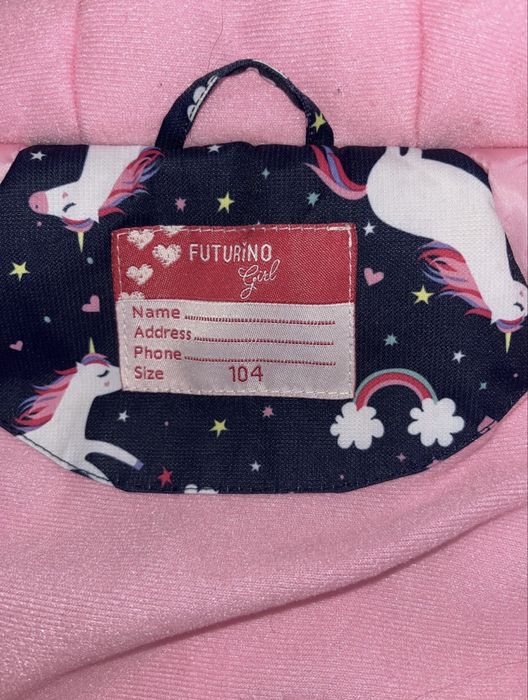 FUTURINO
Girl
Name
Address
Phone
Size 104